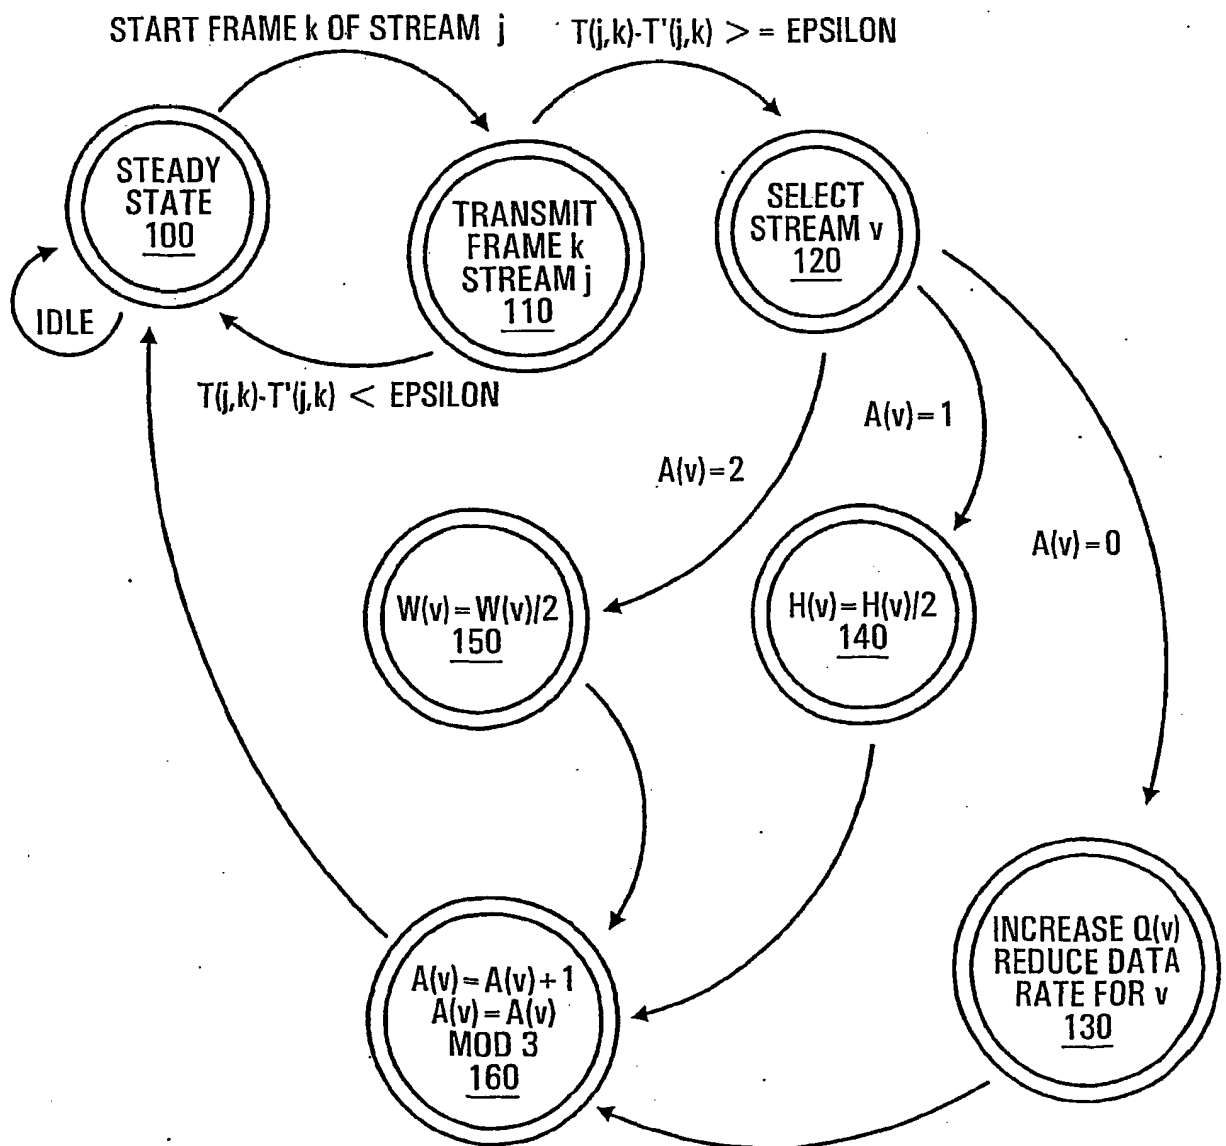 START FRAME k OF STREAM j
T(j,k)-T'(j,k) > = EPSILON
STEADY
STATE
100
TRANSMIT
FRAME k
STREAM j
110
SELECT
STREAM v
120
IDLE
T(j,k)-T'(j,k) < EPSILON
A(v)=1
A(v)=2
A(v)=0
W(v)=W(v)/2
150
H(v)=H(v)/2
140
A(v)=A(v)+1
A(v)=A(v)
MOD 3
160
INCREASE Q(v)
REDUCE DATA
RATE FOR v
130